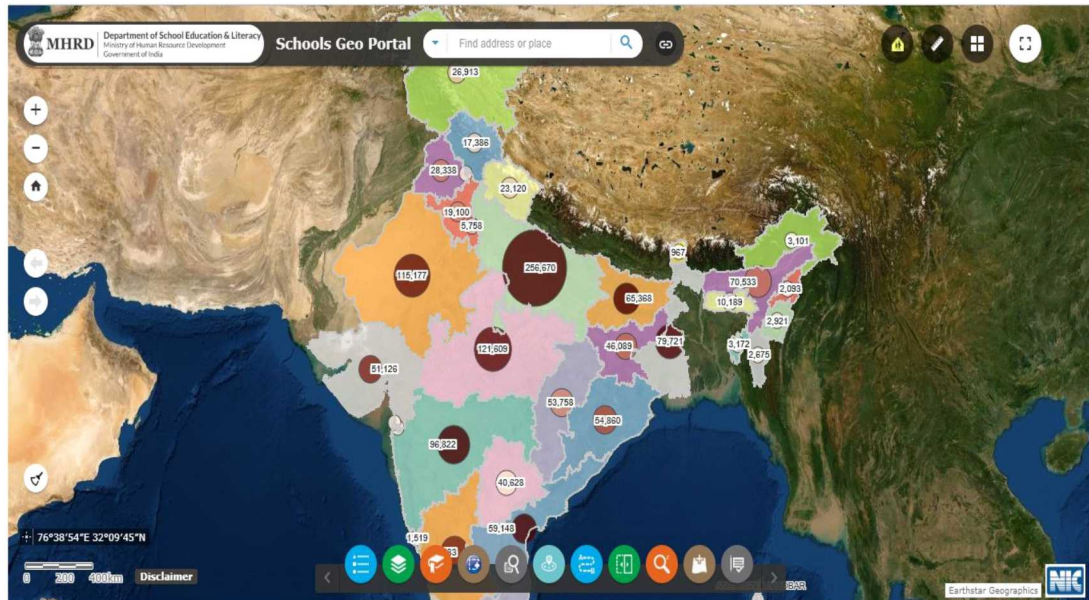 MHRD
Department of School Education & Literacy
Ministry of Human Resource Development
Government of India
Schools Geo Portal
Find address or place
26,913
17,386
28,338
23,120
19,100
5,758
3,101
967
256,670
115,177
70,533
2,093
65,368
10,189
2,921
3,172
2,675
46,089
79,721
121,609
51,126
53,758
54,860
96,822
40,628
59,148
1,519
76°38'54"E 32°09'45"N
0 200 400km
Disclaimer
Earthstar Geographics
NIC